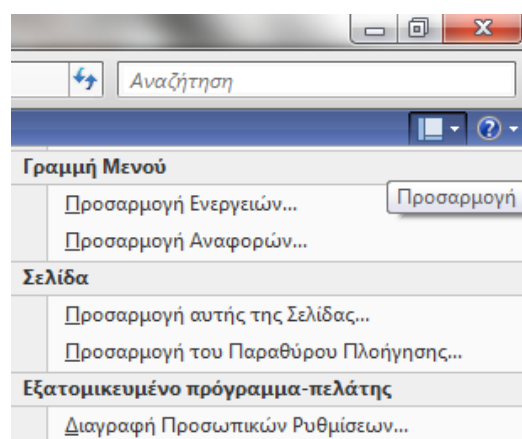 Αναζήτηση
Γραμμή Μενού
Προσαρμογή Ενεργειών...
Προσαρμογή
Προσαρμογή Αναφορών...
Σελίδα
Προσαρμογή αυτής της Σελίδας...
Προσαρμογή του Παραθύρου Πλοήγησης...
Εξατομικευμένο πρόγραμμα-πελάτης
Διαγραφή Προσωπικών Ρυθμίσεων...